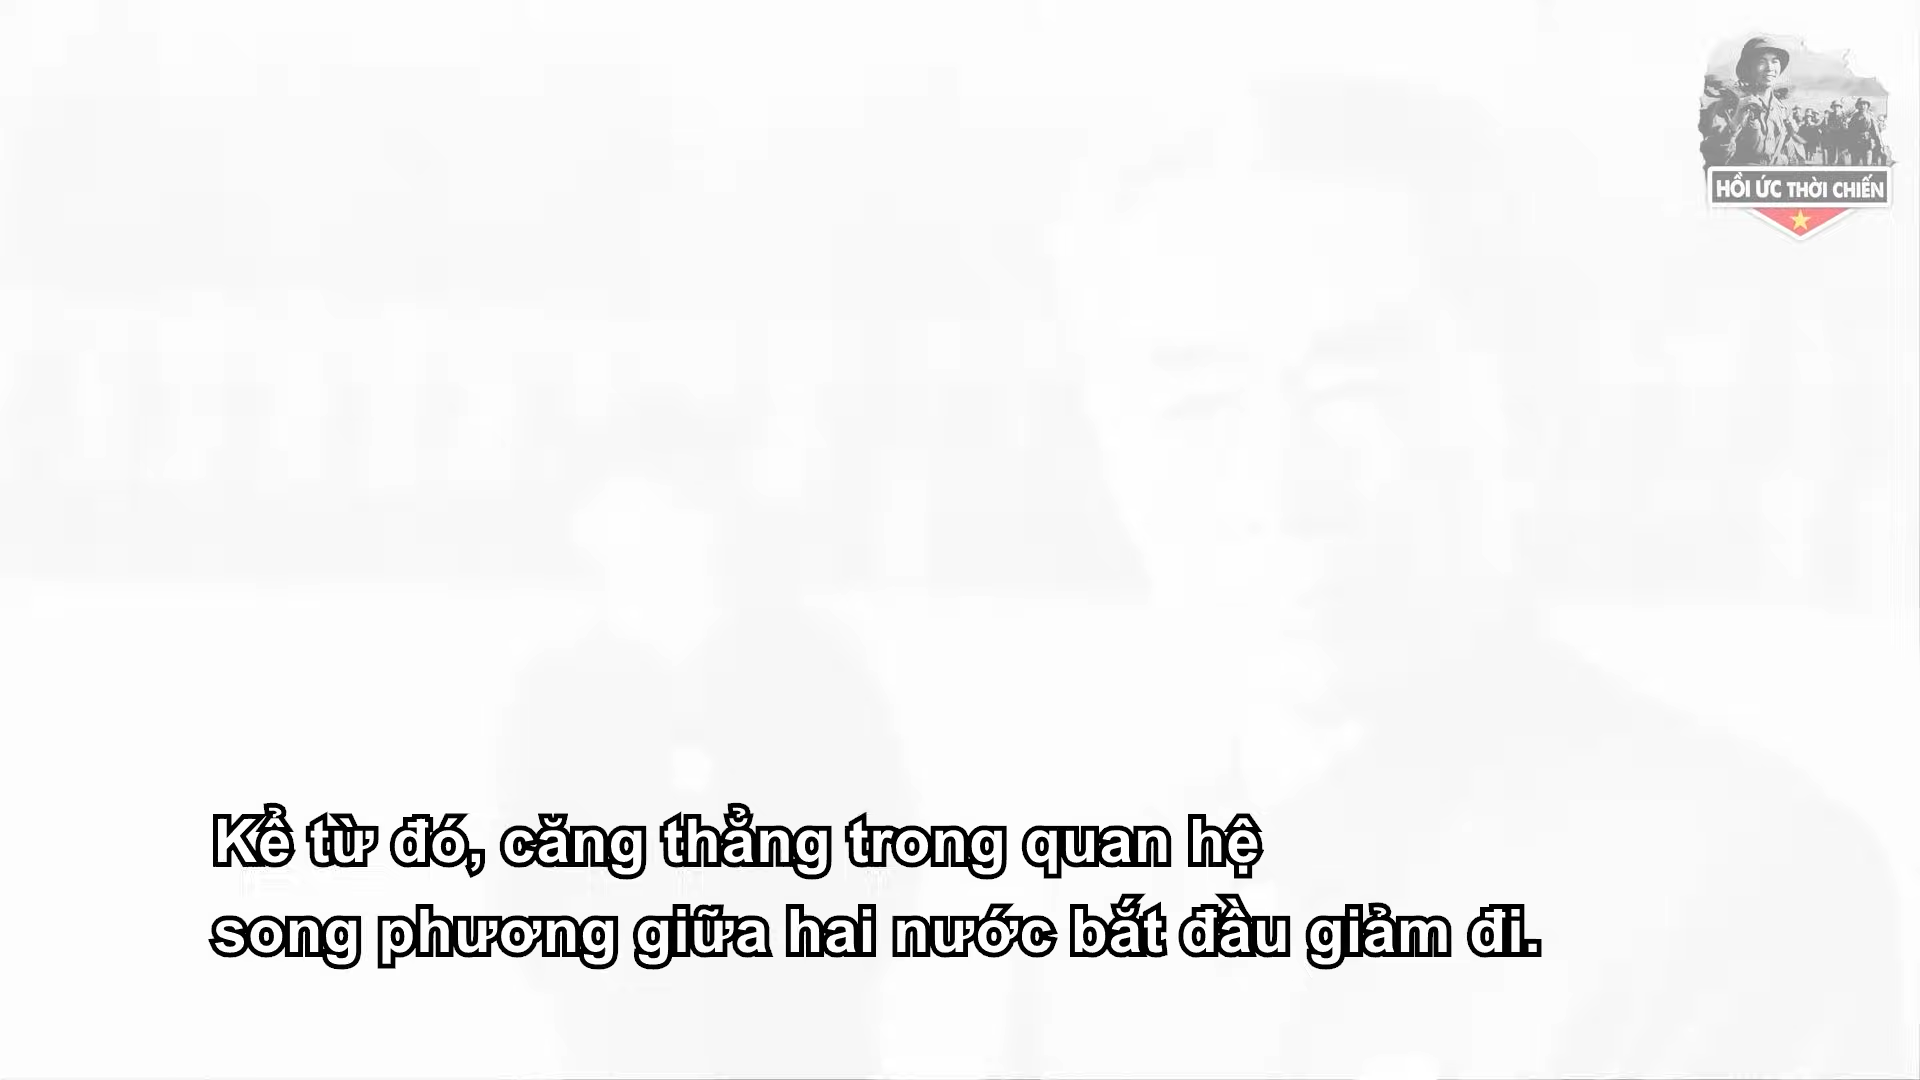 HỒI ỨC THỜI CHIẾN
Kể từ đó, căng thẳng trong quan hệ
song phương giữa hai nước bắt đầu giảm đi.